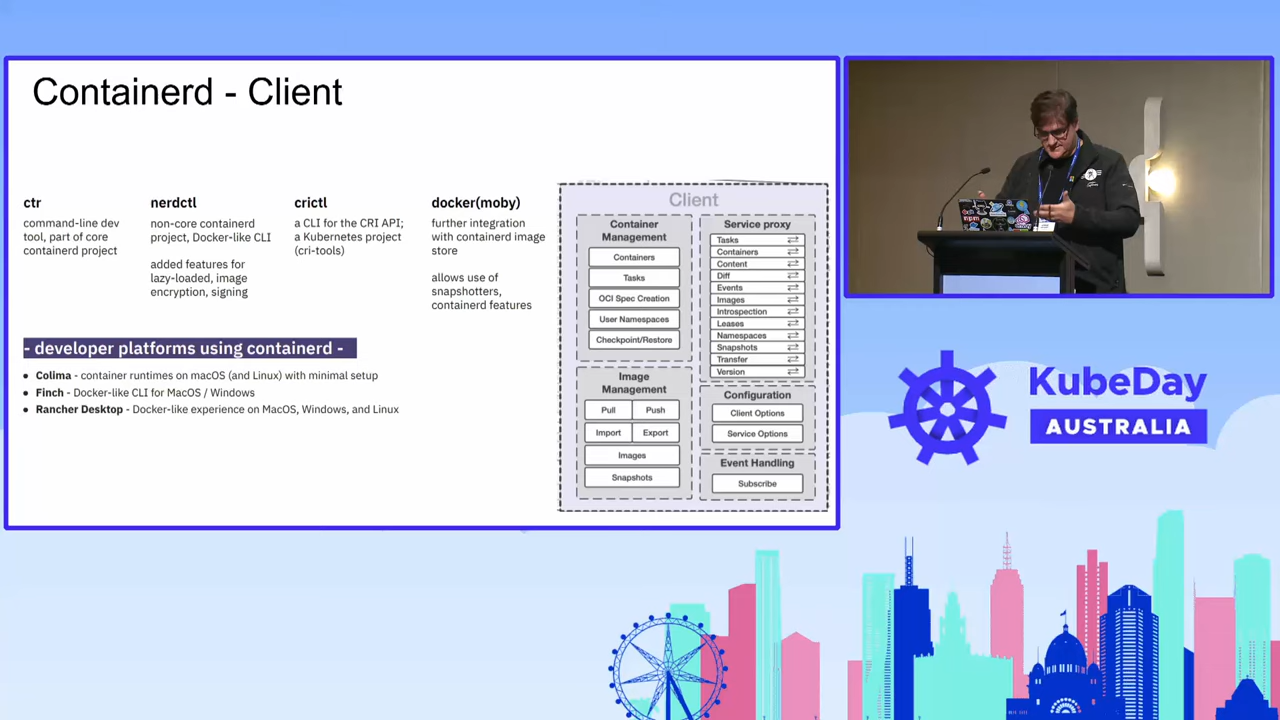 Containerd - Client
ctr
command-line dev
tool, part of core
containerd project
nerdctl
non-core containerd
project, Docker-like CLI
added features for
lazy-loaded, image
encryption, signing
crictl
a CLI for the CRI API;
a Kubernetes project
(cri-tools)
docker(moby)
further integration
with containerd image
store
allows use of
snapshotters,
containerd features
- developer platforms using containerd -
• Colima - container runtimes on macOS (and Linux) with minimal setup
• Finch - Docker-like CLI for MacOS / Windows
• Rancher Desktop - Docker-like experience on MacOS, Windows, and Linux
Client
Container
Management
Containers
Tasks
OCI Spec Creation
User Namespaces
Checkpoint/Restore
Image
Management
Pull Push
Import Export
Images
Snapshots
Service proxy
Tasks
Containers
Content
Diff
Events
Images
Introspection
Leases
Namespaces
Snapshots
Transfer
Version
Configuration
Client Options
Service Options
Event Handling
Subscribe
KubeDay
AUSTRALIA